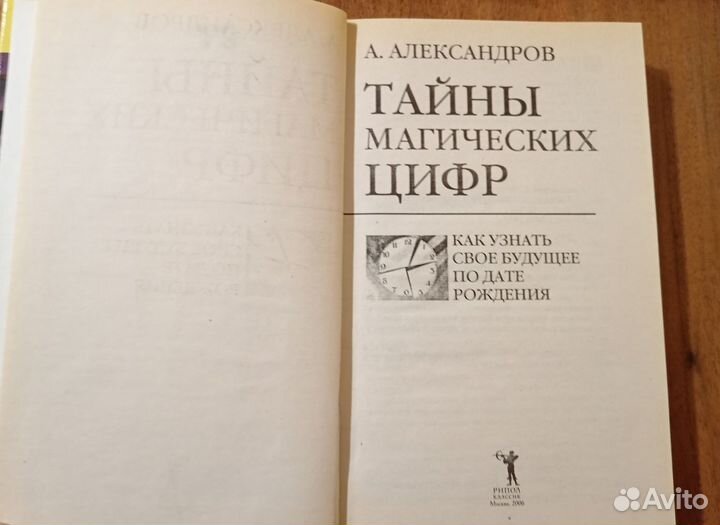 А. АЛЕКСАНДРОВ
ТАЙНЫ
МАГИЧЕСКИХ
ЦИФР
КАК УЗНАТЬ
СВОЕ БУДУЩЕЕ
ПО ДАТЕ
РОЖДЕНИЯ
РИПОЛ
КЛАССИК
Москва, 2006
Avito